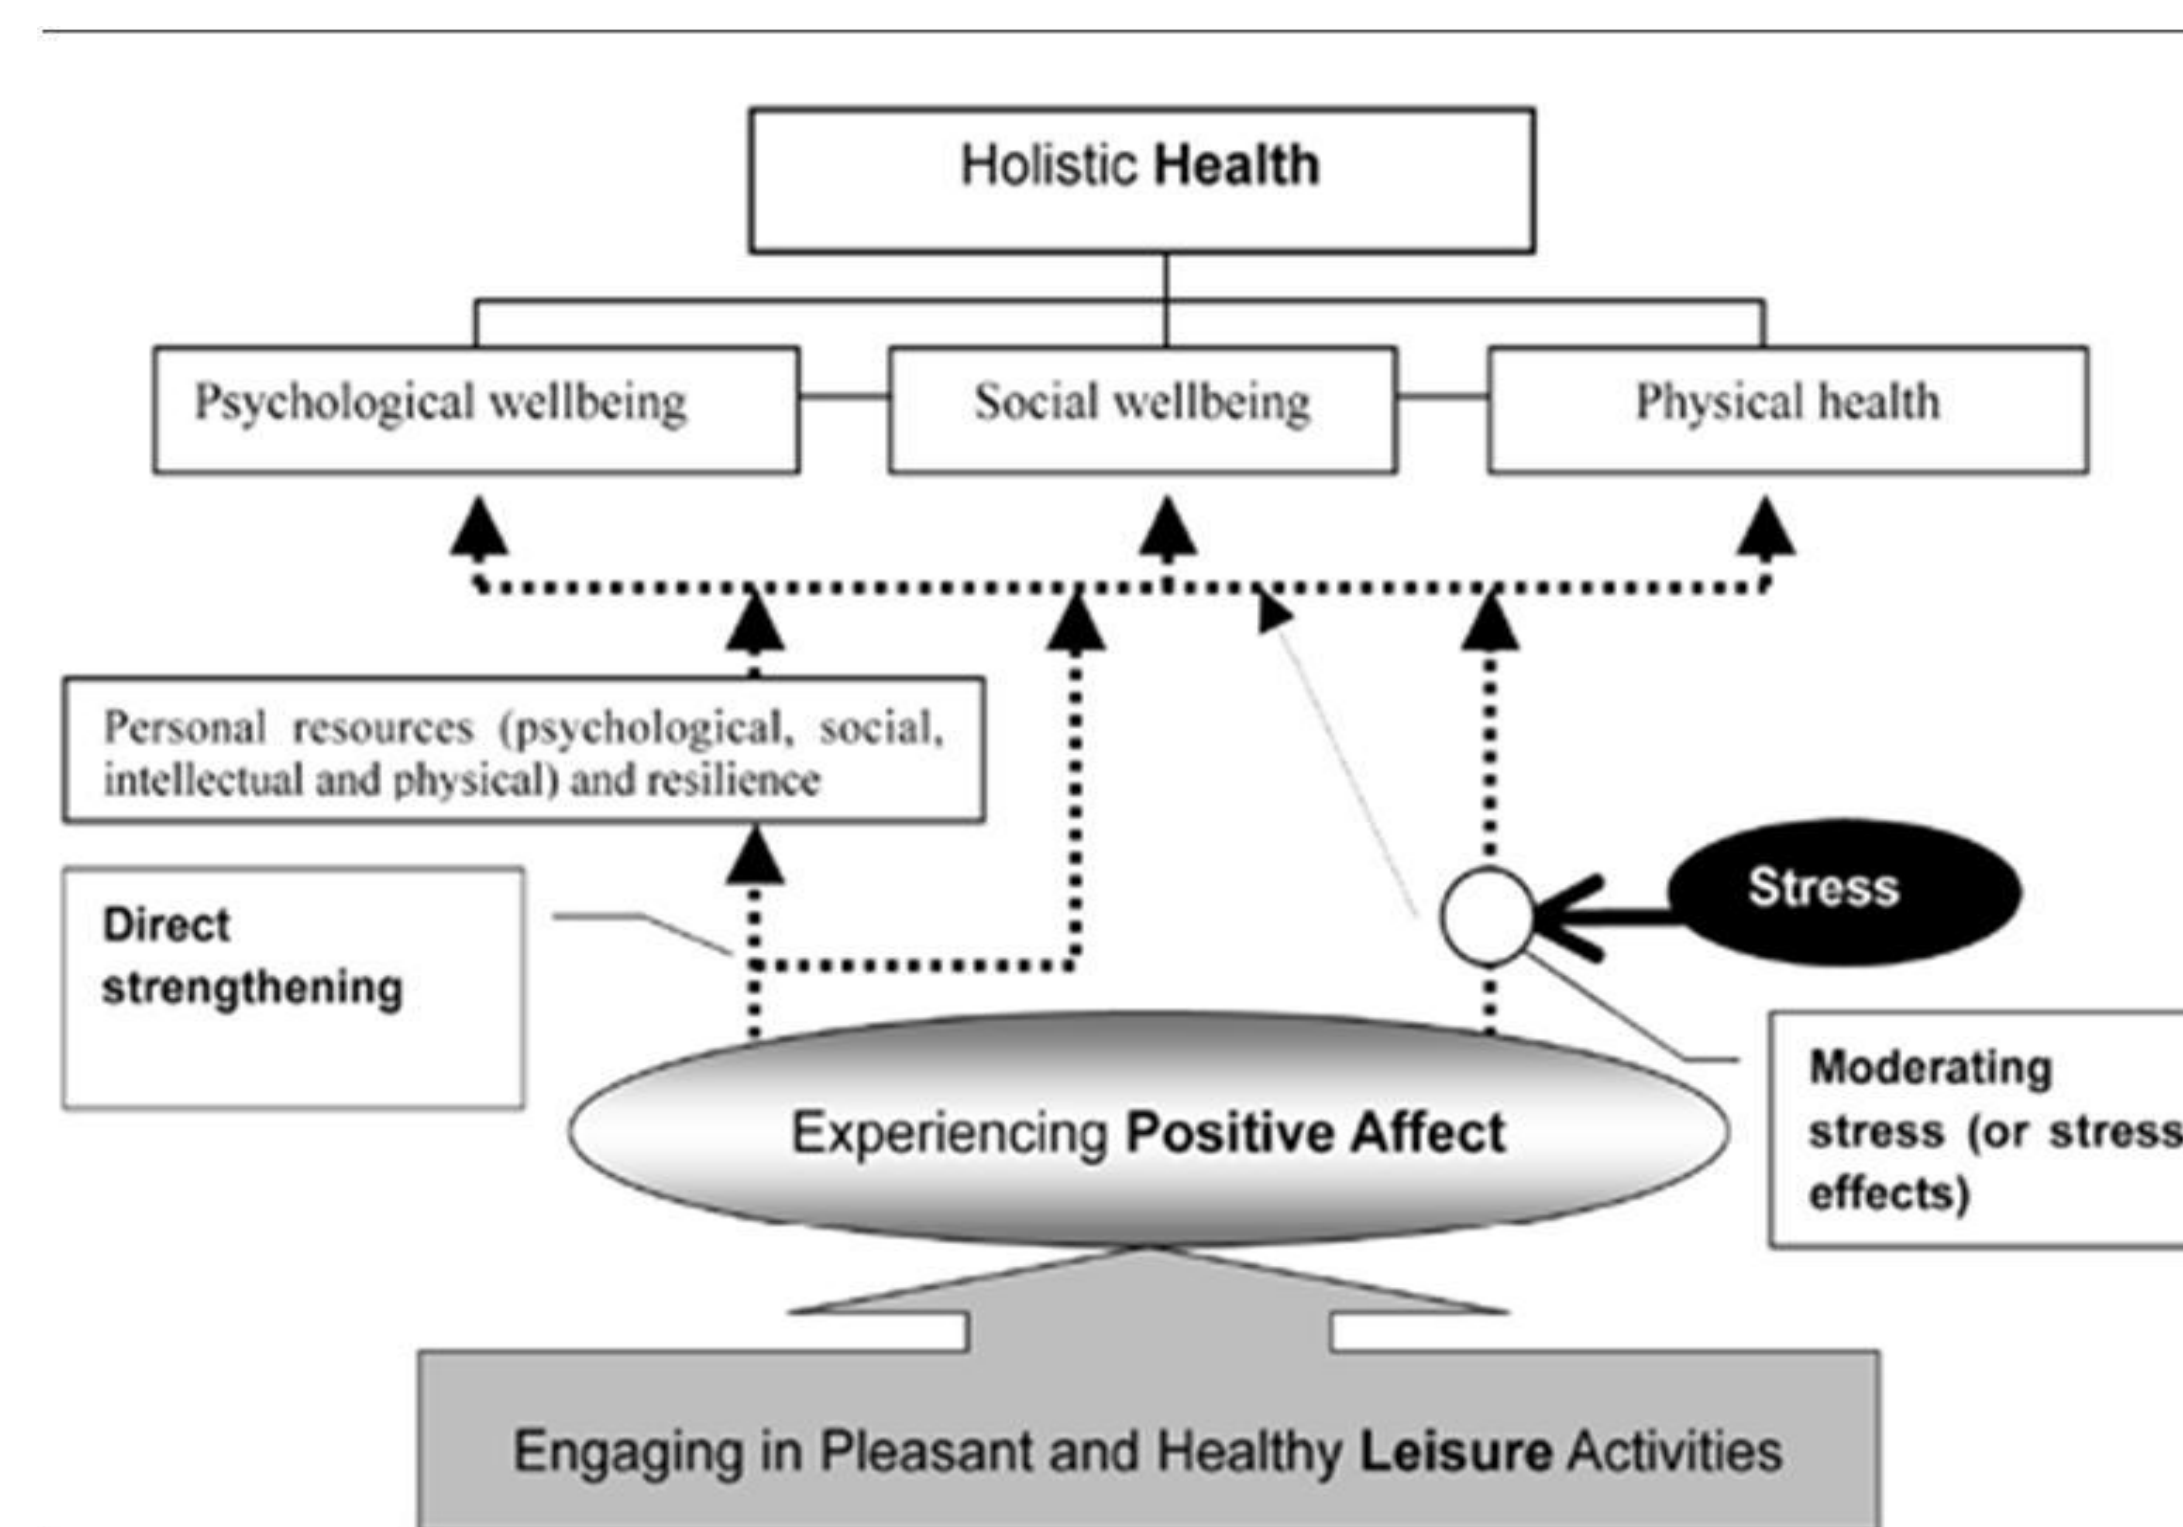 Holistic Health
Psychological wellbeing
Social wellbeing
Physical health
Personal resources (psychological, social,
intellectual and physical) and resilience
Direct
strengthening
Stress
Moderating
stress (or stress
effects)
Experiencing Positive Affect
Engaging in Pleasant and Healthy Leisure Activities